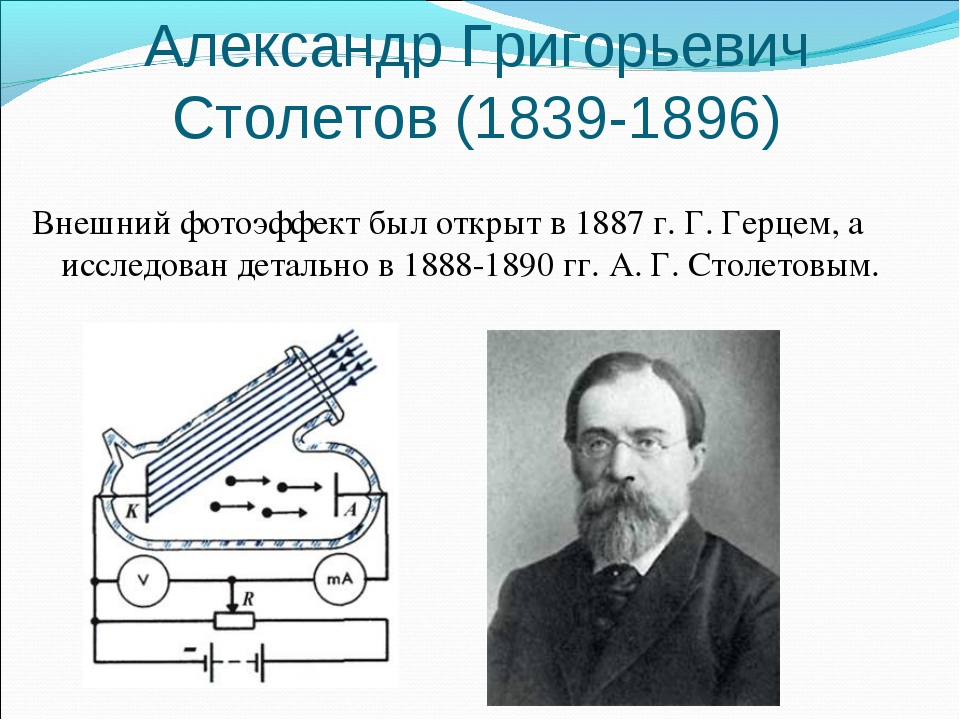 Александр Григорьевич
Столетов (1839-1896)
Внешний фотоэффект был открыт в 1887 г. Г. Герцем, а
исследован детально в 1888-1890 гг. А. Г. Столетовым.
K
A
V
mA
R
-